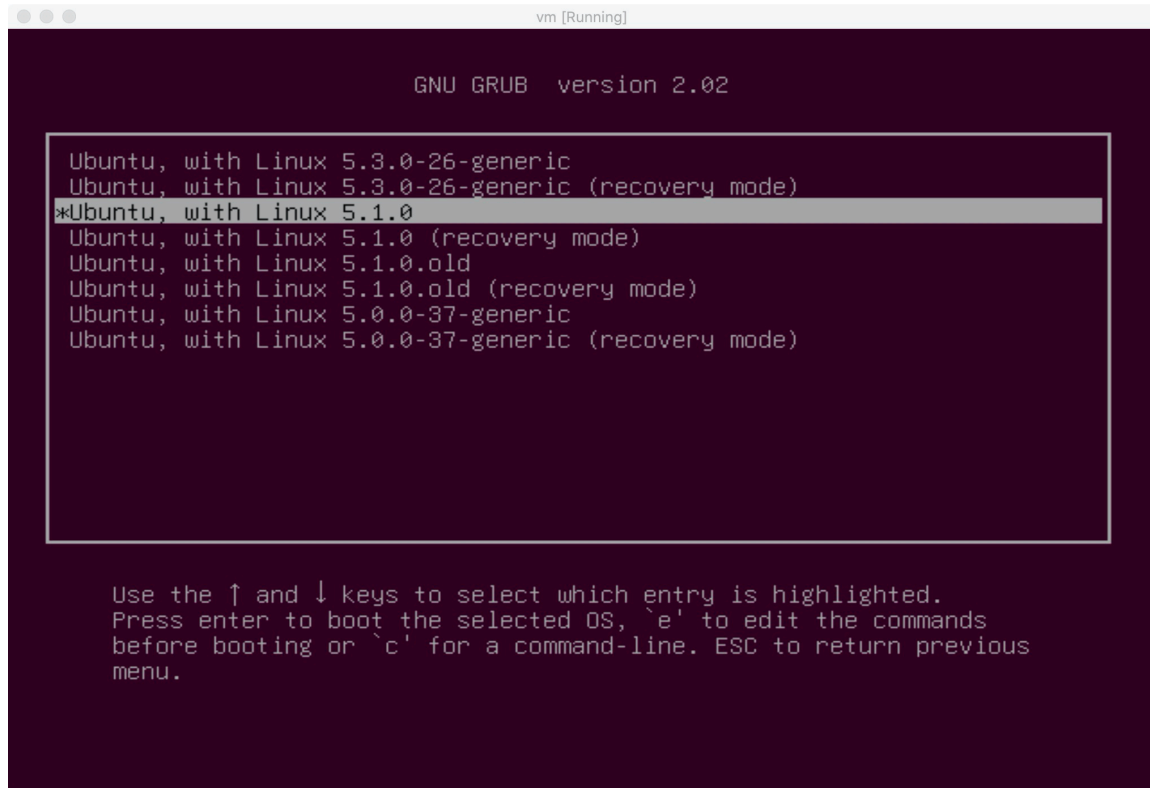 vm [Running]
GNU GRUB  version 2.02
Ubuntu, with Linux 5.3.0-26-generic
Ubuntu, with Linux 5.3.0-26-generic (recovery mode)
*Ubuntu, with Linux 5.1.0
Ubuntu, with Linux 5.1.0 (recovery mode)
Ubuntu, with Linux 5.1.0.old
Ubuntu, with Linux 5.1.0.old (recovery mode)
Ubuntu, with Linux 5.0.0-37-generic
Ubuntu, with Linux 5.0.0-37-generic (recovery mode)
Use the ↑ and ↓ keys to select which entry is highlighted.
Press enter to boot the selected OS, `e' to edit the commands
before booting or `c' for a command-line. ESC to return previous
menu.